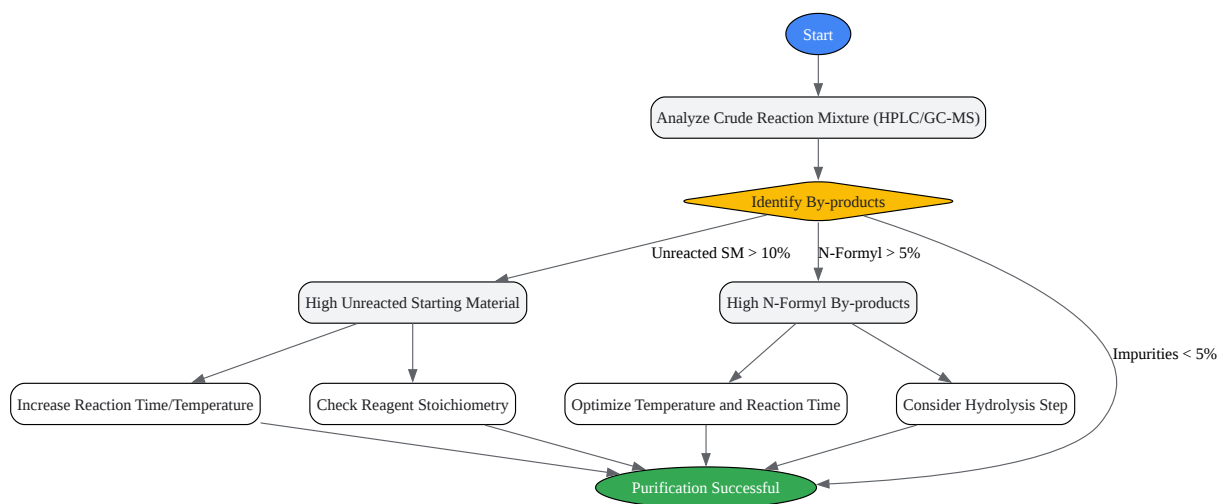 Start
Analyze Crude Reaction Mixture (HPLC/GC-MS)
Identify By-products
Unreacted SM > 10%
N-Formyl > 5%
High Unreacted Starting Material
High N-Formyl By-products
Impurities < 5%
Increase Reaction Time/Temperature
Check Reagent Stoichiometry
Optimize Temperature and Reaction Time
Consider Hydrolysis Step
Purification Successful